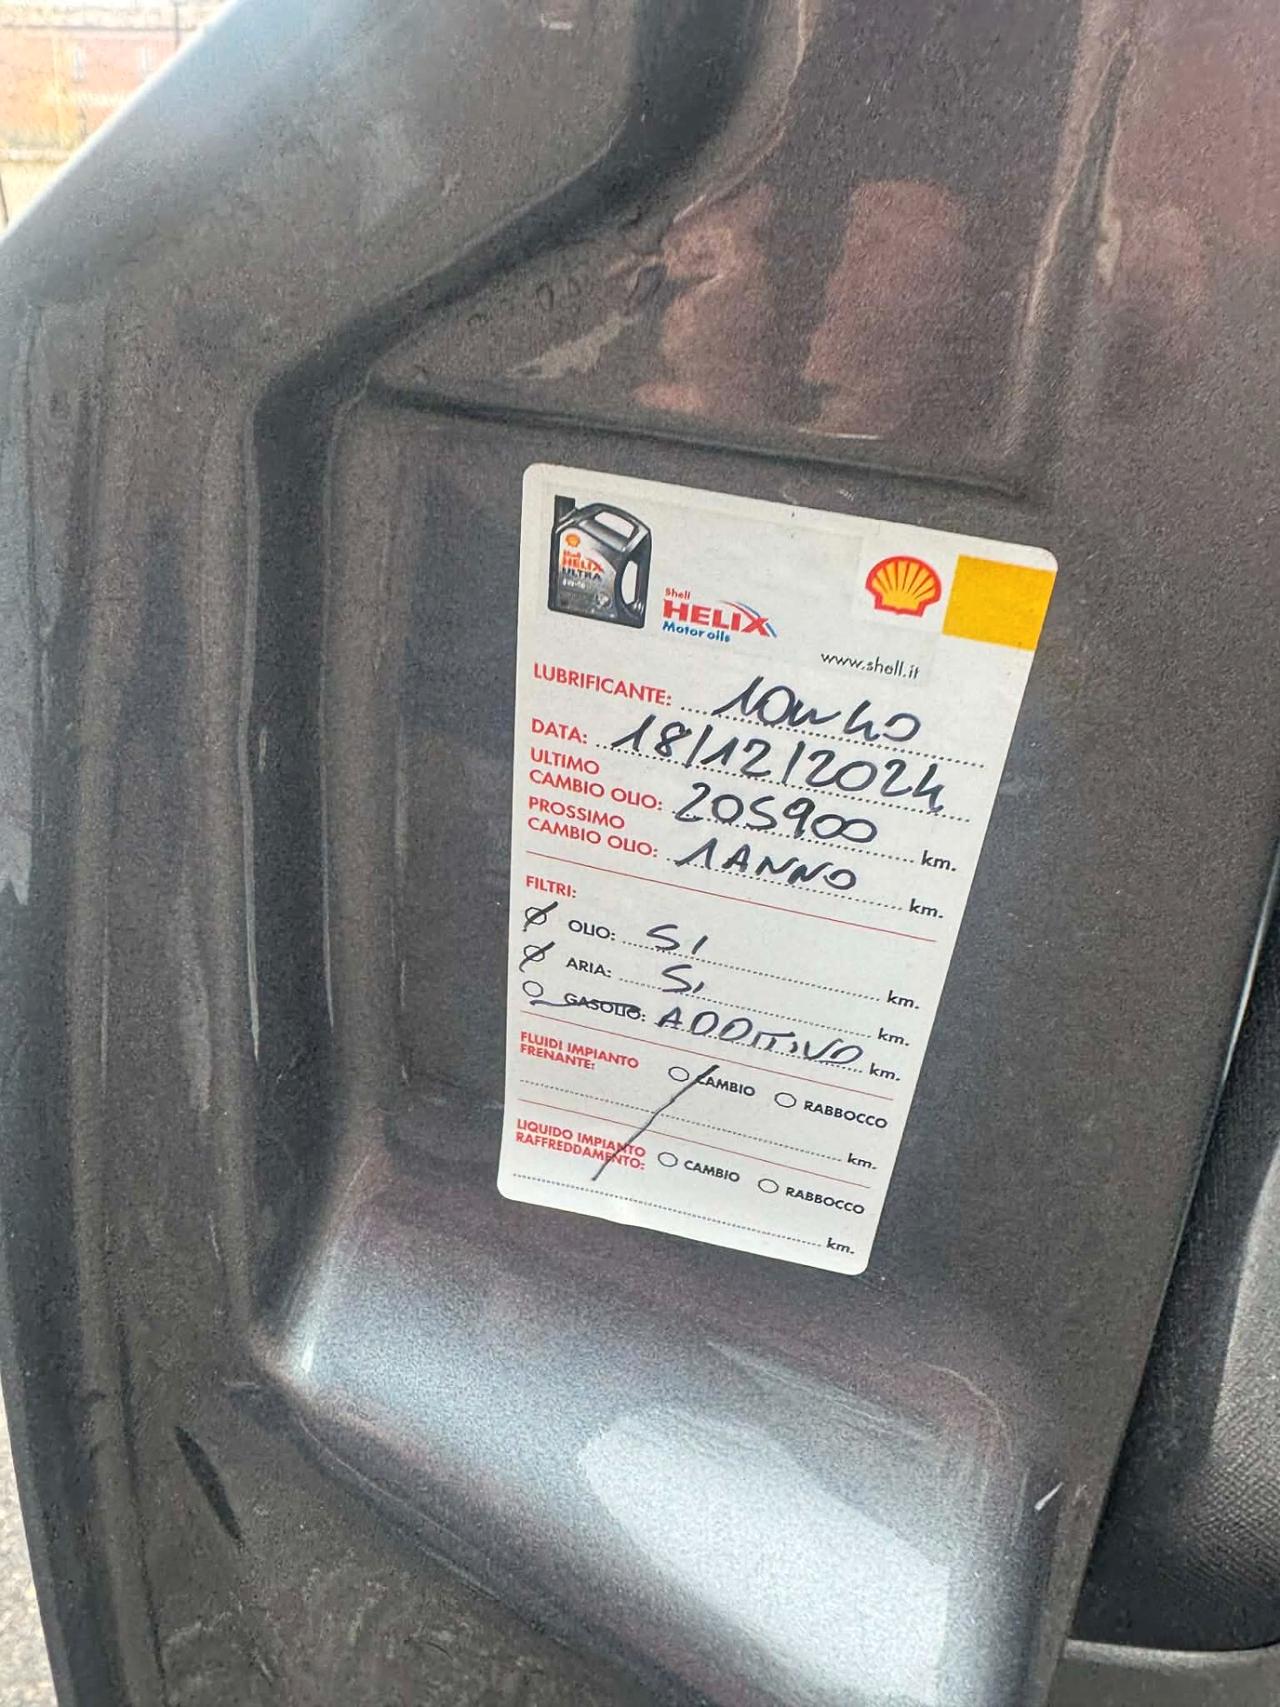 Shell
HELIX
ULTRA
Shell
HELIX
Motor oils
www.shell.it
LUBRIFICANTE: 10W40
DATA: 18/12/2024
ULTIMO
CAMBIO OLIO: 205900 km.
PROSSIMO
CAMBIO OLIO: 1 ANNO km.
FILTRI:
OLIO: SI km.
ARIA: SI km.
GASOLIO: ADDITIVO km.
FLUIDI IMPIANTO
FRENANTE: CAMBIO RABBOCCO
km.
LIQUIDO IMPIANTO
RAFFREDDAMENTO: CAMBIO RABBOCCO
km.